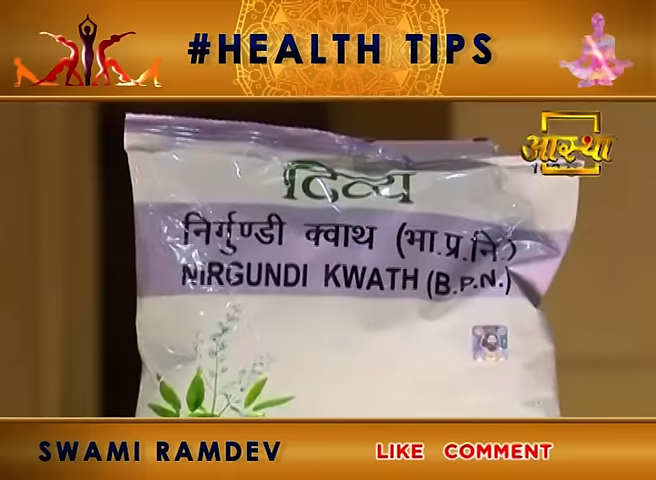 #HEALTH TIPS
आस्था
दिव्य
निर्गुण्डी क्वाथ (भा.प्र.नि.)
NIRGUNDI KWATH (B.P.N.)
SWAMI RAMDEV
LIKE COMMENT